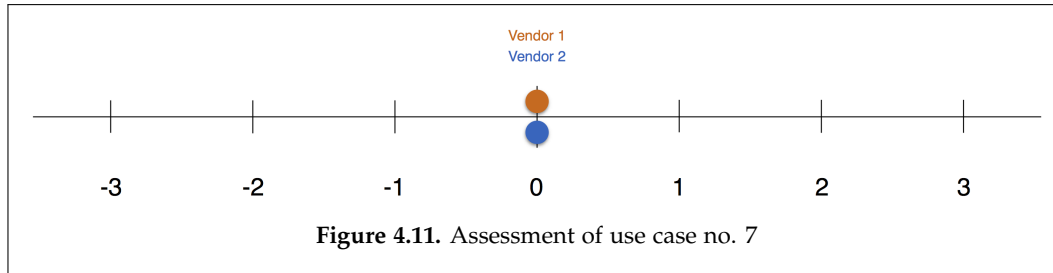 Vendor 1
Vendor 2
-3 -2 -1 0 1 2 3
Figure 4.11. Assessment of use case no. 7